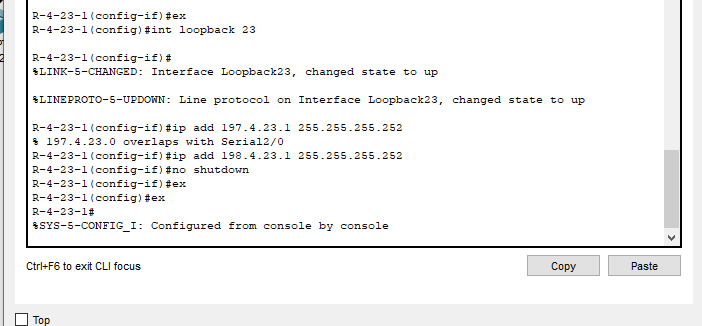 R-4-23-1(config-if)#ex
R-4-23-1(config)#int loopback 23
R-4-23-1(config-if)#
%LINK-5-CHANGED: Interface Loopback23, changed state to up
%LINEPROTO-5-UPDOWN: Line protocol on Interface Loopback23, changed state to up
R-4-23-1(config-if)#ip add 197.4.23.1 255.255.255.252
% 197.4.23.0 overlaps with Serial2/0
R-4-23-1(config-if)#ip add 198.4.23.1 255.255.255.252
R-4-23-1(config-if)#no shutdown
R-4-23-1(config-if)#ex
R-4-23-1(config)#ex
R-4-23-1#
%SYS-5-CONFIG_I: Configured from console by console
Ctrl+F6 to exit CLI focus
Copy
Paste
Top